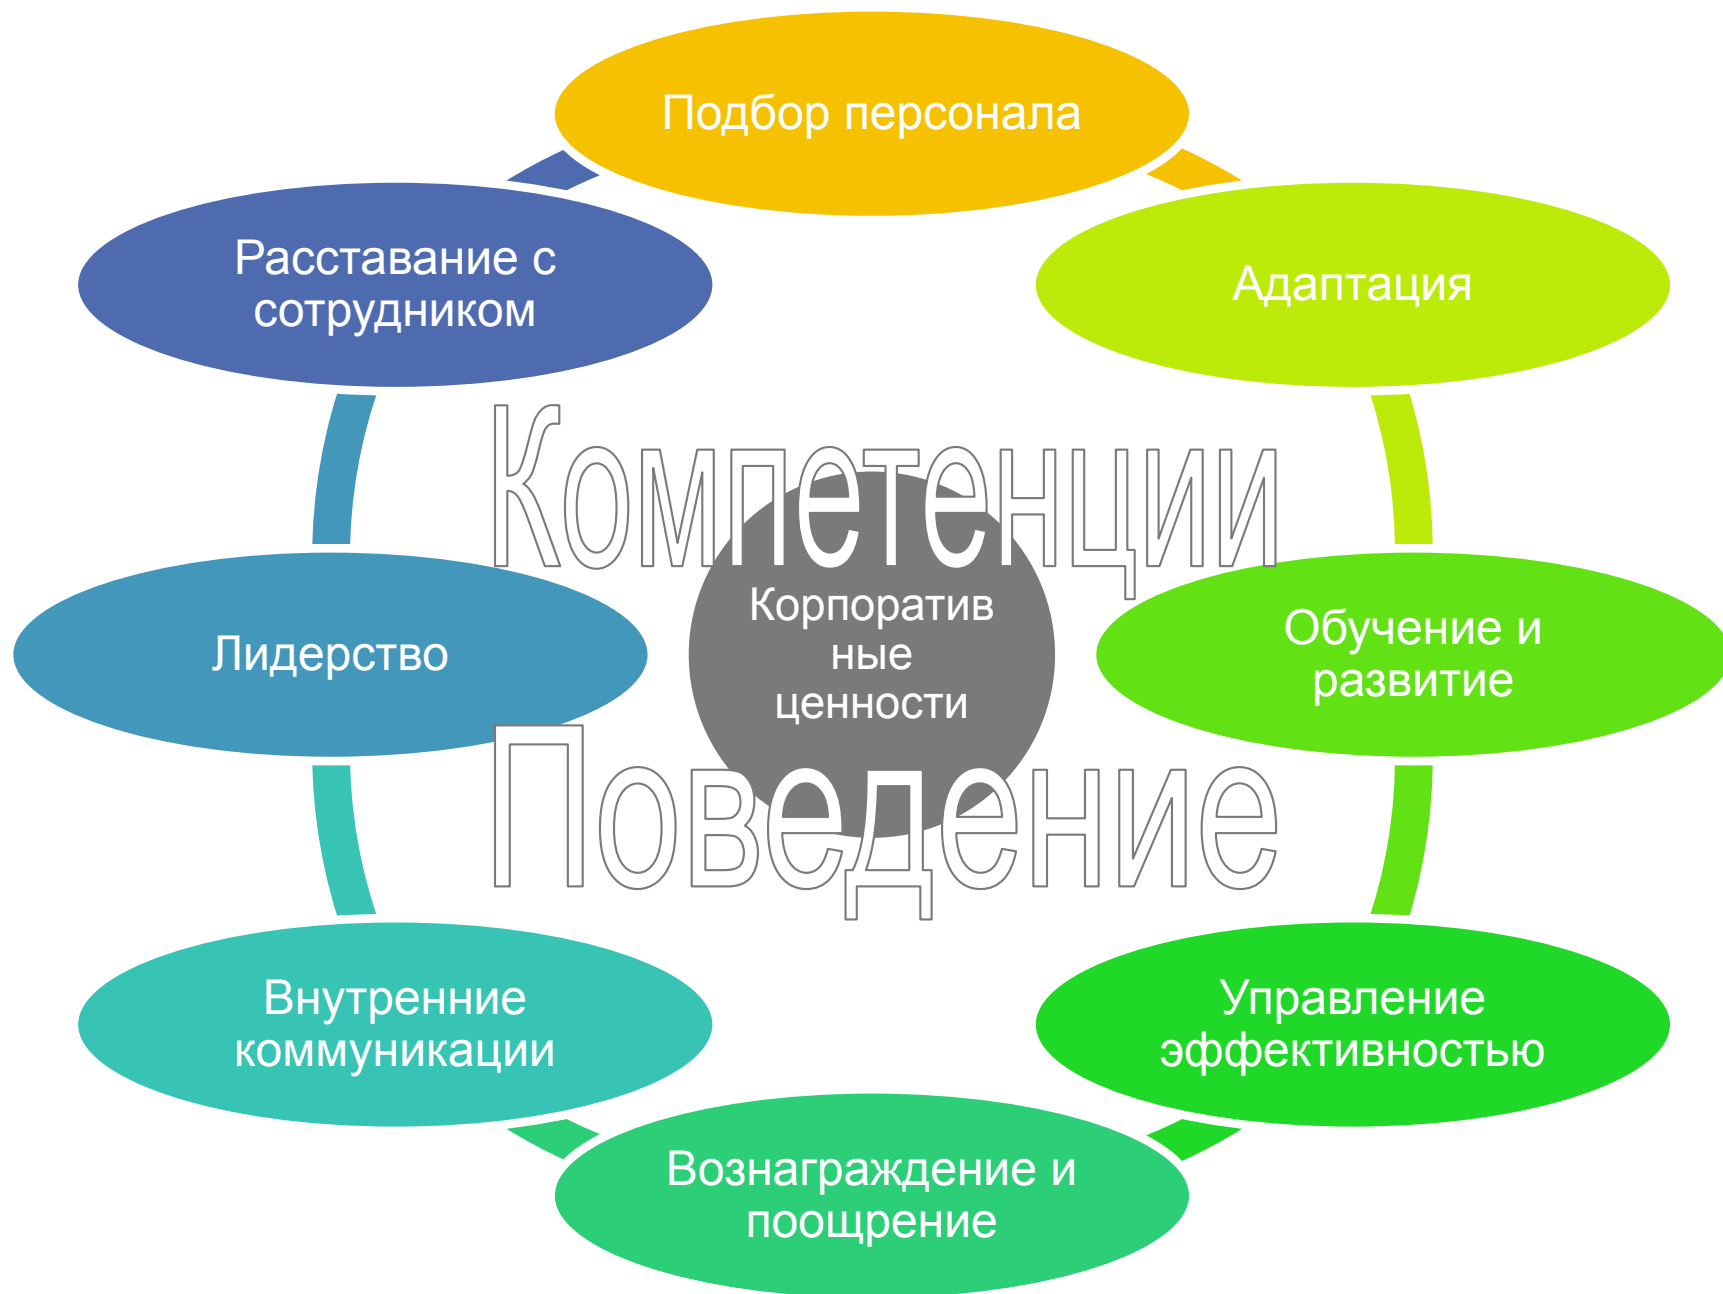 Подбор персонала
Адаптация
Обучение и
развитие
Управление
эффективностью
Вознаграждение и
поощрение
Внутренние
коммуникации
Лидерство
Расставание с
сотрудником
Компетенции
Корпоратив
ные
ценности
Поведение